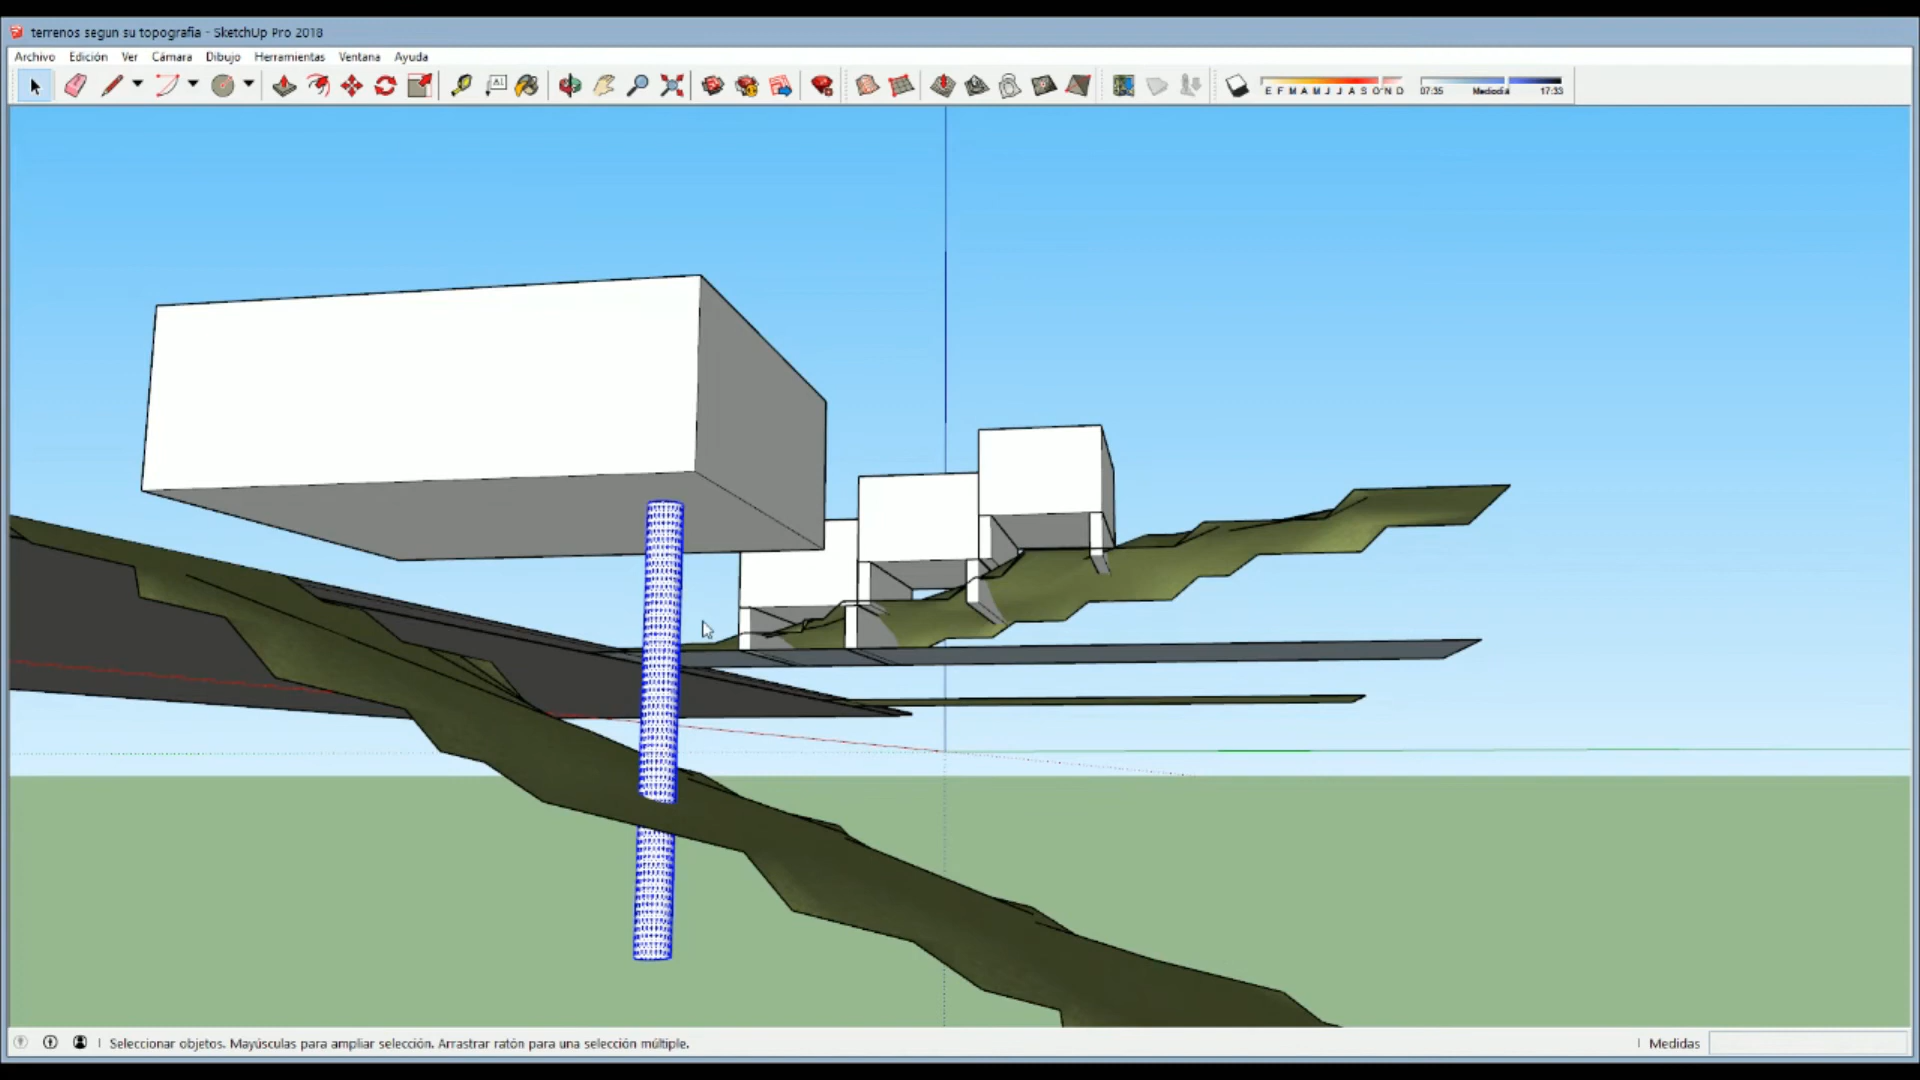 terrenos segun su topografia - SketchUp Pro 2018
Archivo Edición Ver Cámara Dibujo Herramientas Ventana Ayuda
E F M A M J J A S O N D 07:35 Mediodía 17:33
Seleccionar objetos. Mayúsculas para ampliar selección. Arrastrar ratón para una selección múltiple. Medidas